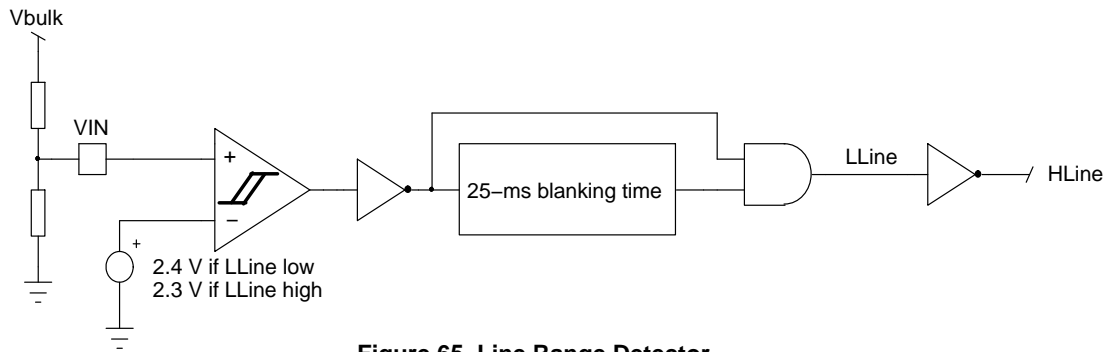 Vbulk
VIN
+
−
+
2.4 V if LLine low
2.3 V if LLine high
25−ms blanking time
LLine
HLine
Figure 65. Line Range Detector